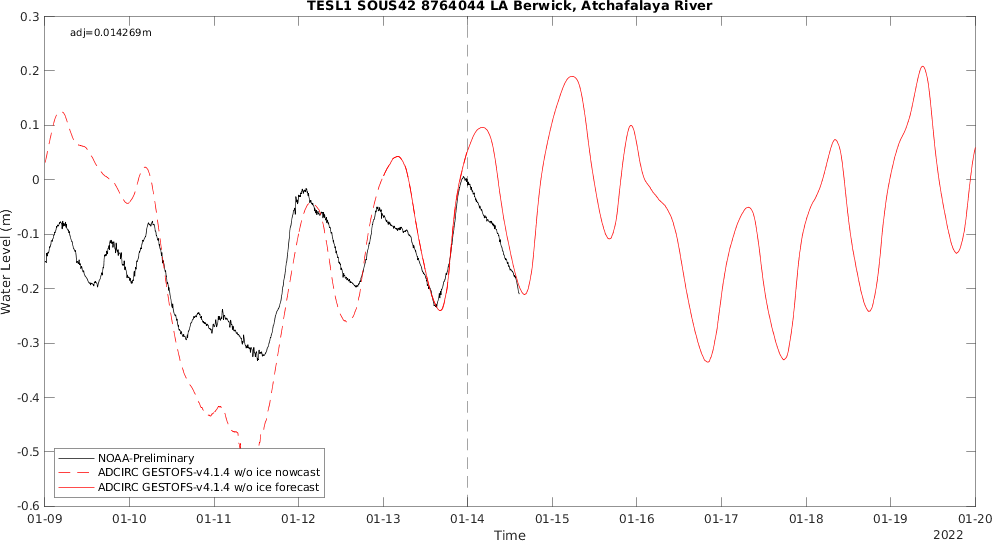 TESL1 SOUS42 8764044 LA Berwick, Atchafalaya River
adj=0.014269m
0.3
0.2
0.1
0
-0.1
-0.2
-0.3
-0.4
-0.5
-0.6
Water Level (m)
NOAA-Preliminary
ADCIRC GESTOFS-v4.1.4 w/o ice nowcast
ADCIRC GESTOFS-v4.1.4 w/o ice forecast
01-09 01-10 01-11 01-12 01-13 01-14 01-15 01-16 01-17 01-18 01-19 01-20
Time
2022